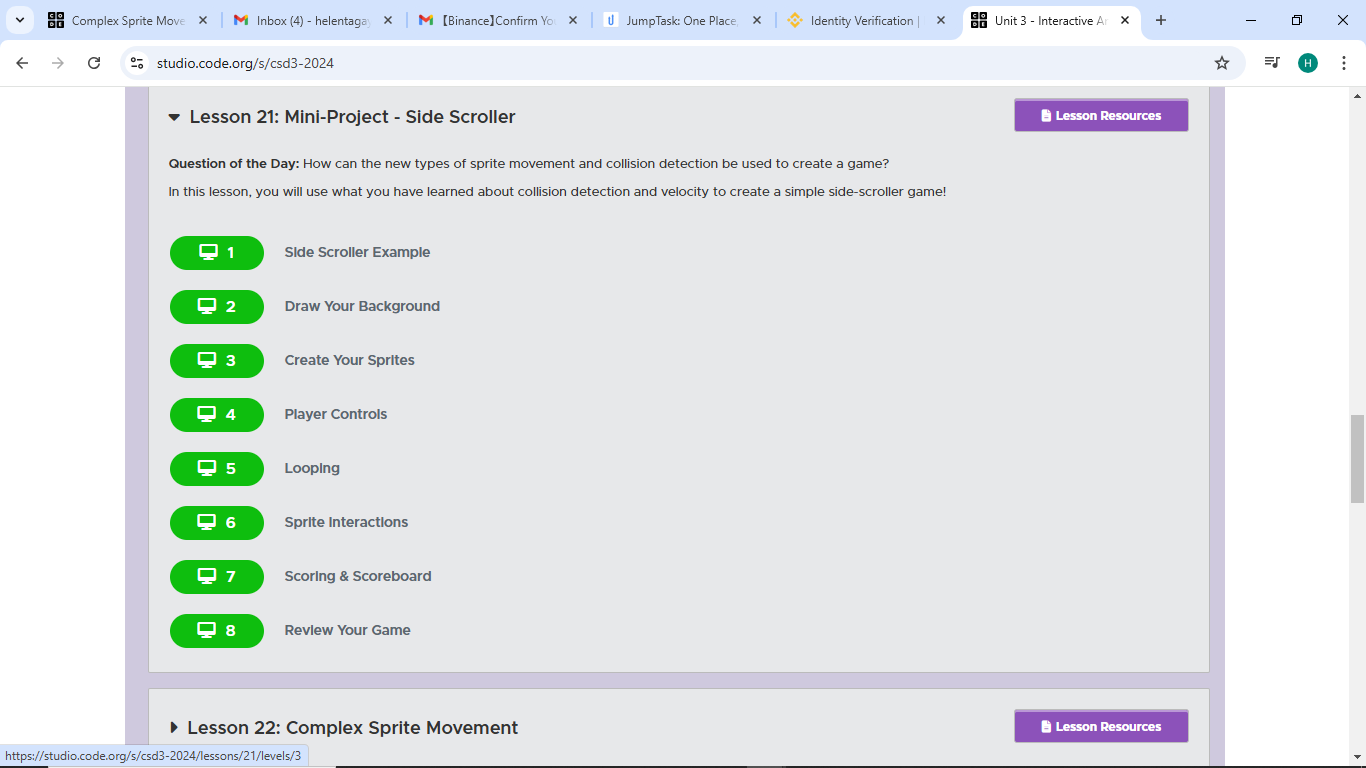 Complex Sprite Move
Inbox (4) - helentaga
【Binance】Confirm Yo
JumpTask: One Place,
Identity Verification |
Unit 3 - Interactive A
studio.code.org/s/csd3-2024
H
Lesson 21: Mini-Project - Side Scroller
Lesson Resources
Question of the Day: How can the new types of sprite movement and collision detection be used to create a game?
In this lesson, you will use what you have learned about collision detection and velocity to create a simple side-scroller game!
1 Side Scroller Example
2 Draw Your Background
3 Create Your Sprites
4 Player Controls
5 Looping
6 Sprite Interactions
7 Scoring & Scoreboard
8 Review Your Game
Lesson 22: Complex Sprite Movement
Lesson Resources
https://studio.code.org/s/csd3-2024/lessons/21/levels/3